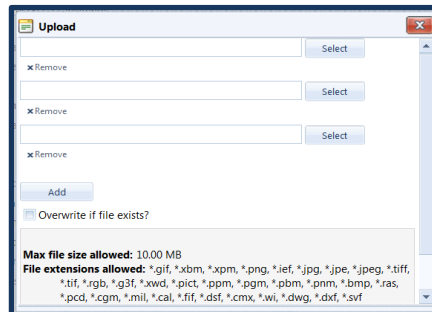 Upload
Select
Remove
Select
Remove
Select
Remove
Add
Overwrite if file exists?
Max file size allowed: 10.00 MB
File extensions allowed: *.gif, *.xbm, *.xpm, *.png, *.ief, *.jpg, *.jpe, *.jpeg, *.tiff,
*.tif, *.rgb, *.g3f, *.xwd, *.pict, *.ppm, *.pgm, *.pbm, *.pnm, *.bmp, *.ras,
*.pcd, *.cgm, *.mil, *.cal, *.fif, *.dsf, *.cmx, *.wi, *.dwg, *.dxf, *.svf